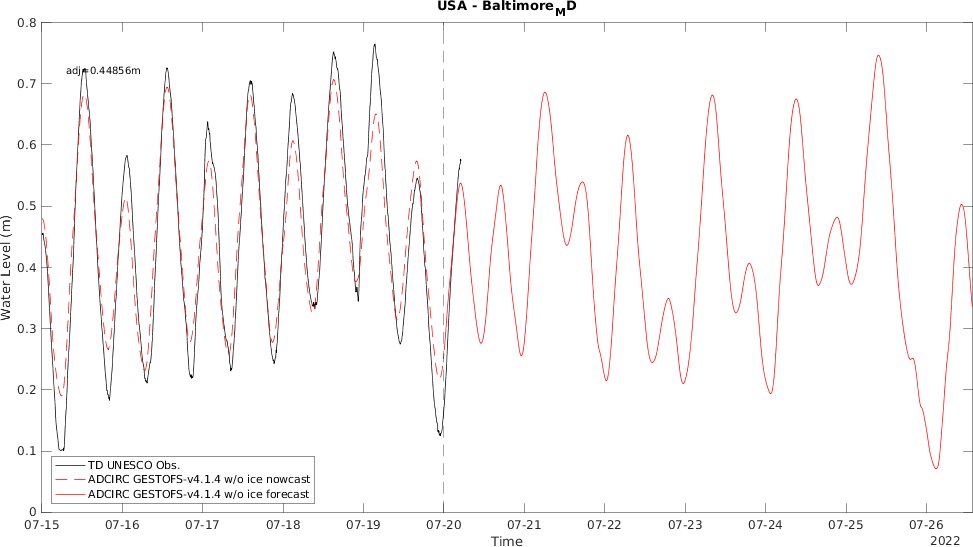 USA - Baltimore_MD
0.8
0.7
0.6
0.5
0.4
0.3
0.2
0.1
0
Water Level (m)
adj=0.44856m
TD UNESCO Obs.
ADCIRC GESTOFS-v4.1.4 w/o ice nowcast
ADCIRC GESTOFS-v4.1.4 w/o ice forecast
07-15 07-16 07-17 07-18 07-19 07-20 07-21 07-22 07-23 07-24 07-25 07-26
Time
2022